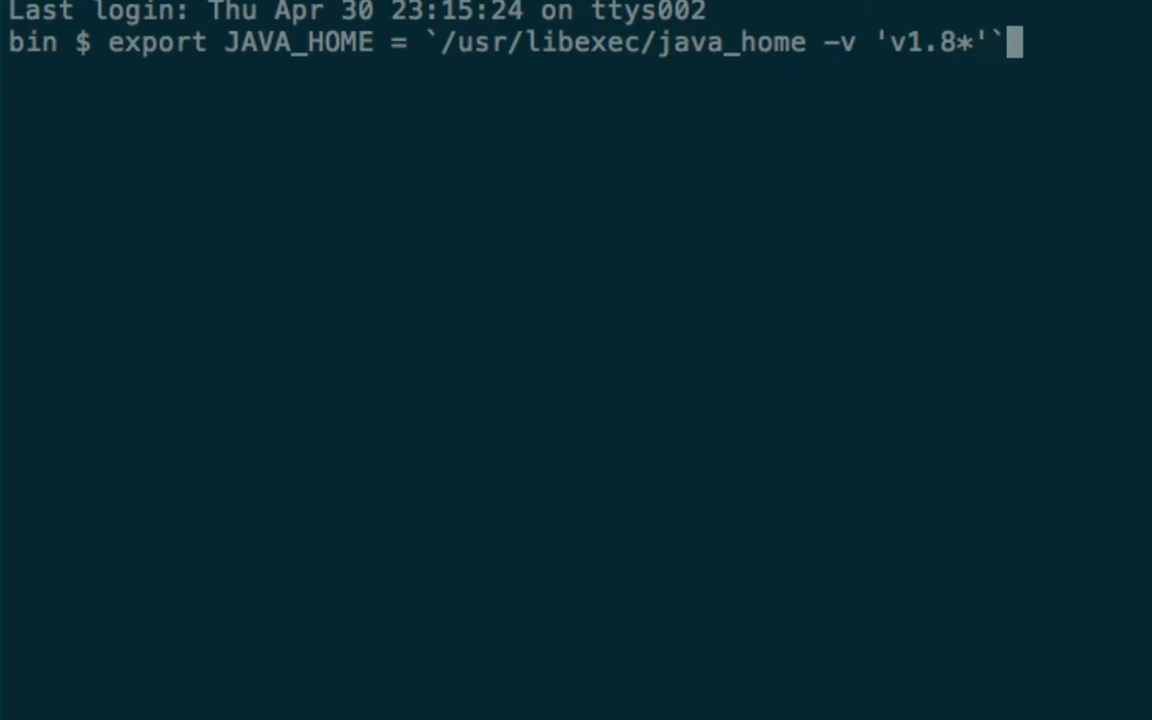 Last login: Thu Apr 30 23:15:24 on ttys002
bin $ export JAVA_HOME = `/usr/libexec/java_home -v 'v1.8*'`